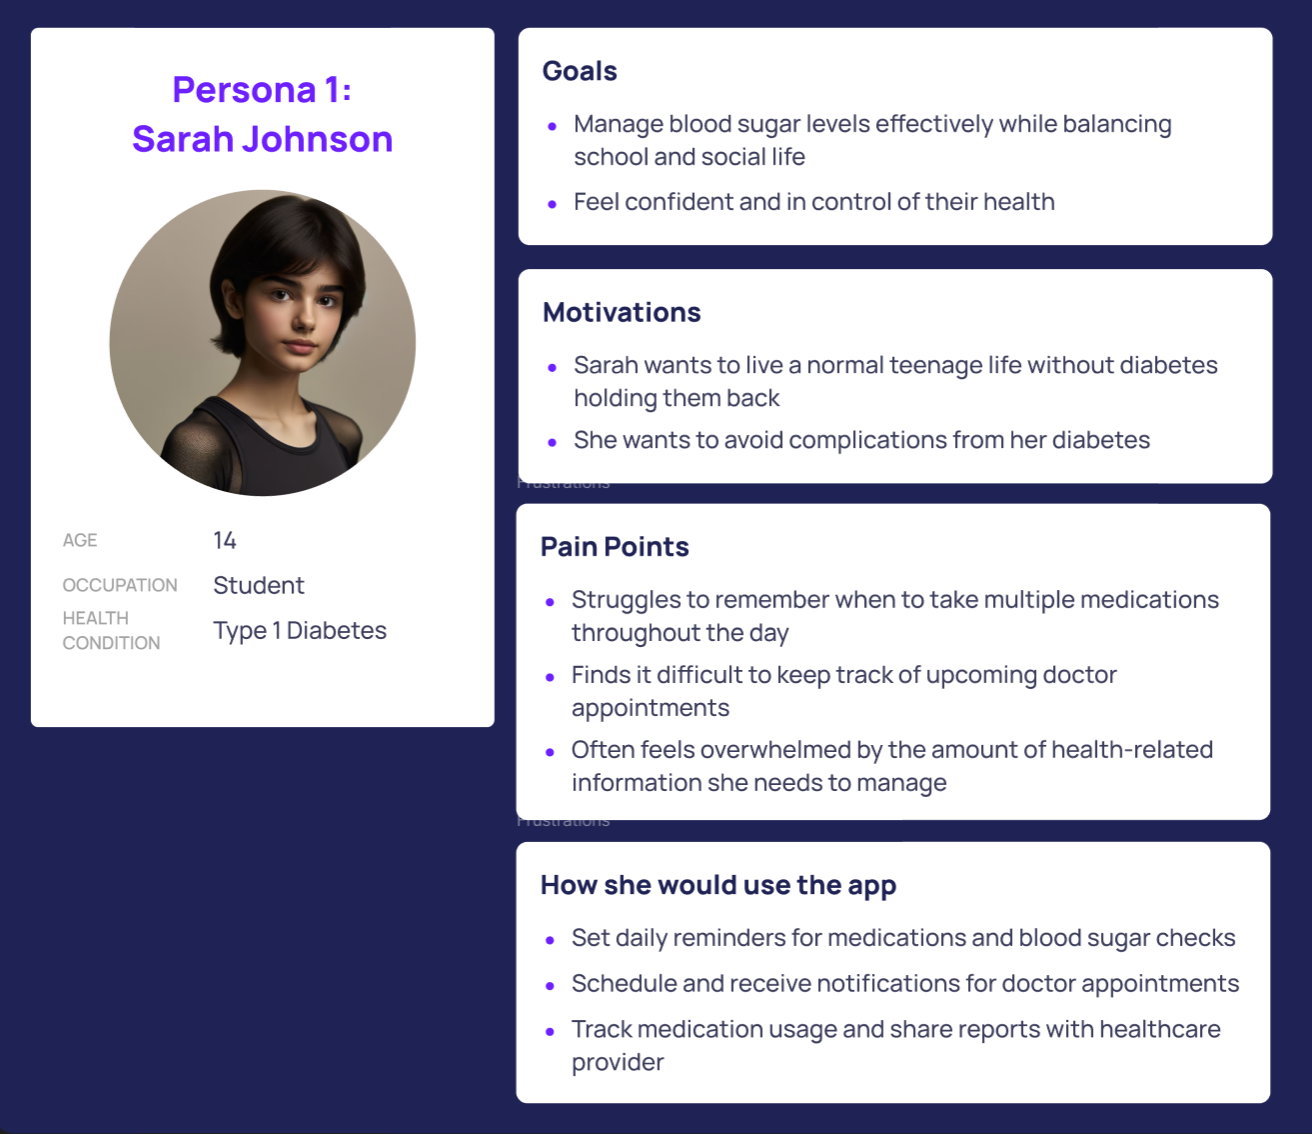 Persona 1:
Sarah Johnson
AGE
14
OCCUPATION
Student
HEALTH
CONDITION
Type 1 Diabetes
Goals
Manage blood sugar levels effectively while balancing
school and social life
Feel confident and in control of their health
Motivations
Sarah wants to live a normal teenage life without diabetes
holding them back
She wants to avoid complications from her diabetes
Frustrations
Pain Points
Struggles to remember when to take multiple medications
throughout the day
Finds it difficult to keep track of upcoming doctor
appointments
Often feels overwhelmed by the amount of health-related
information she needs to manage
Frustrations
How she would use the app
Set daily reminders for medications and blood sugar checks
Schedule and receive notifications for doctor appointments
Track medication usage and share reports with healthcare
provider